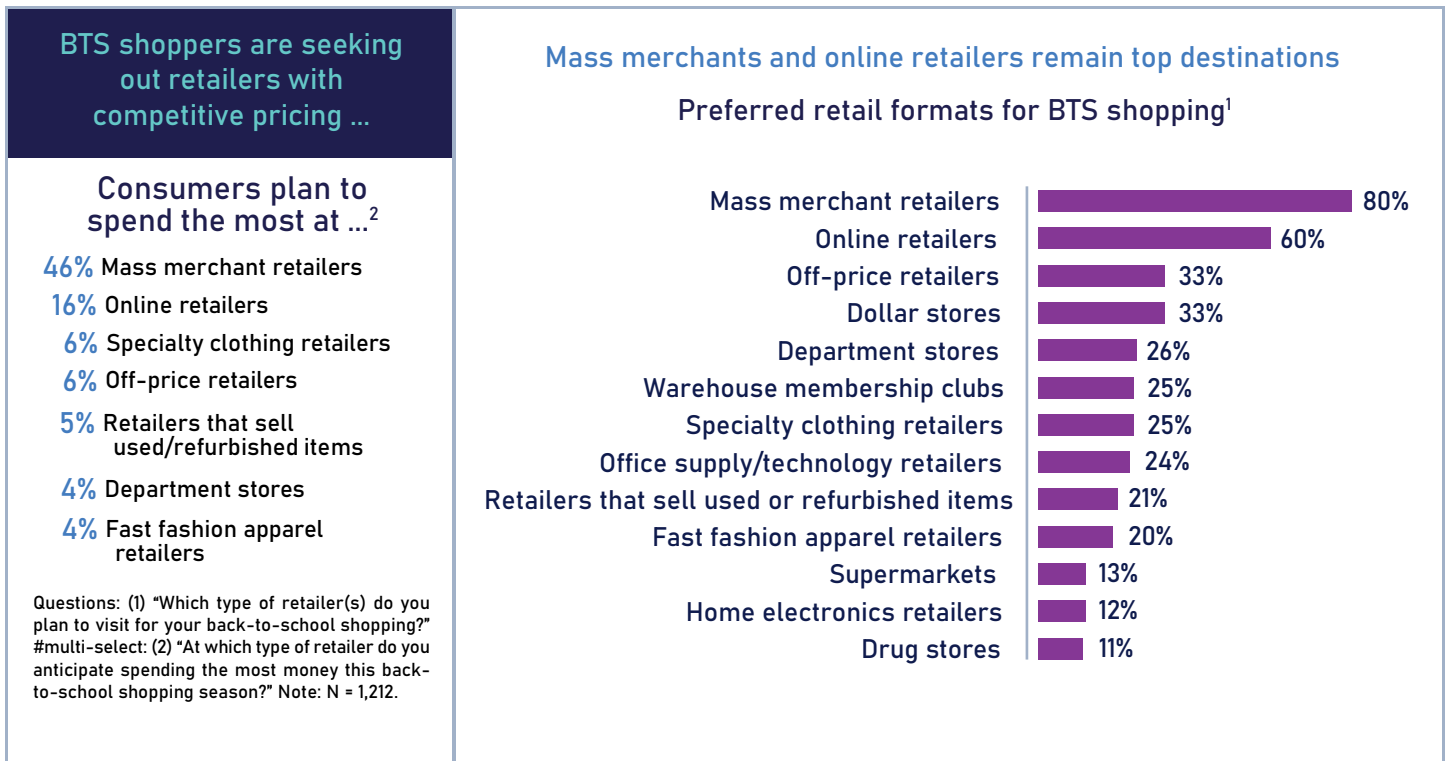 BTS shoppers are seeking
out retailers with
competitive pricing ...
Consumers plan to
spend the most at ...2
46% Mass merchant retailers
16% Online retailers
6% Specialty clothing retailers
6% Off-price retailers
5% Retailers that sell
used/refurbished items
4% Department stores
4% Fast fashion apparel
retailers
Questions: (1) “Which type of retailer(s) do you
plan to visit for your back-to-school shopping?”
#multi-select: (2) “At which type of retailer do you
anticipate spending the most money this back-
to-school shopping season?” Note: N = 1,212.
Mass merchants and online retailers remain top destinations
Preferred retail formats for BTS shopping1
Mass merchant retailers 80%
Online retailers 60%
Off-price retailers 33%
Dollar stores 33%
Department stores 26%
Warehouse membership clubs 25%
Specialty clothing retailers 25%
Office supply/technology retailers 24%
Retailers that sell used or refurbished items 21%
Fast fashion apparel retailers 20%
Supermarkets 13%
Home electronics retailers 12%
Drug stores 11%